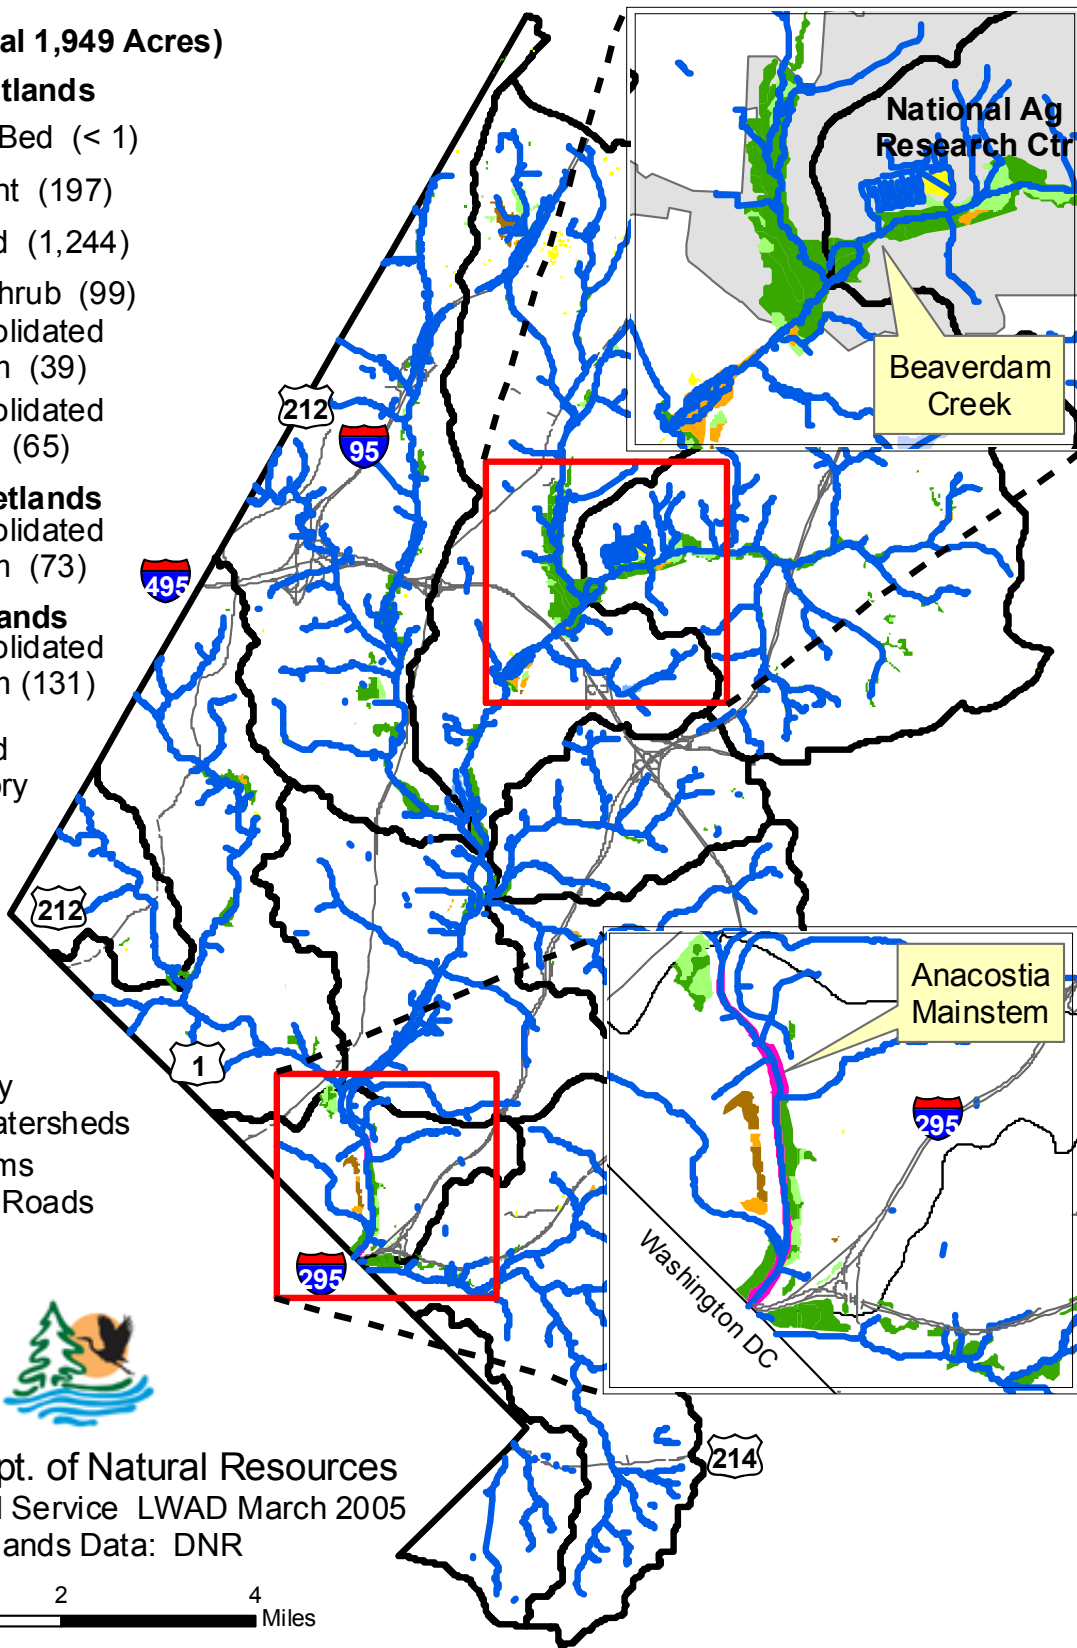 al 1,949 Acres)
tlands
Bed (< 1)
nt (197)
d (1,244)
hrub (99)
olidated
n (39)
olidated
(65)
etlands
olidated
n (73)
ands
olidated
n (131)
d
ory
y
atersheds
ms
Roads
pt. of Natural Resources
l Service LWAD March 2005
ands Data: DNR
2 4
Miles
National Ag
Research Ctr
Beaverdam
Creek
212
95
495
212
1
295
Anacostia
Mainstem
295
Washington DC
214